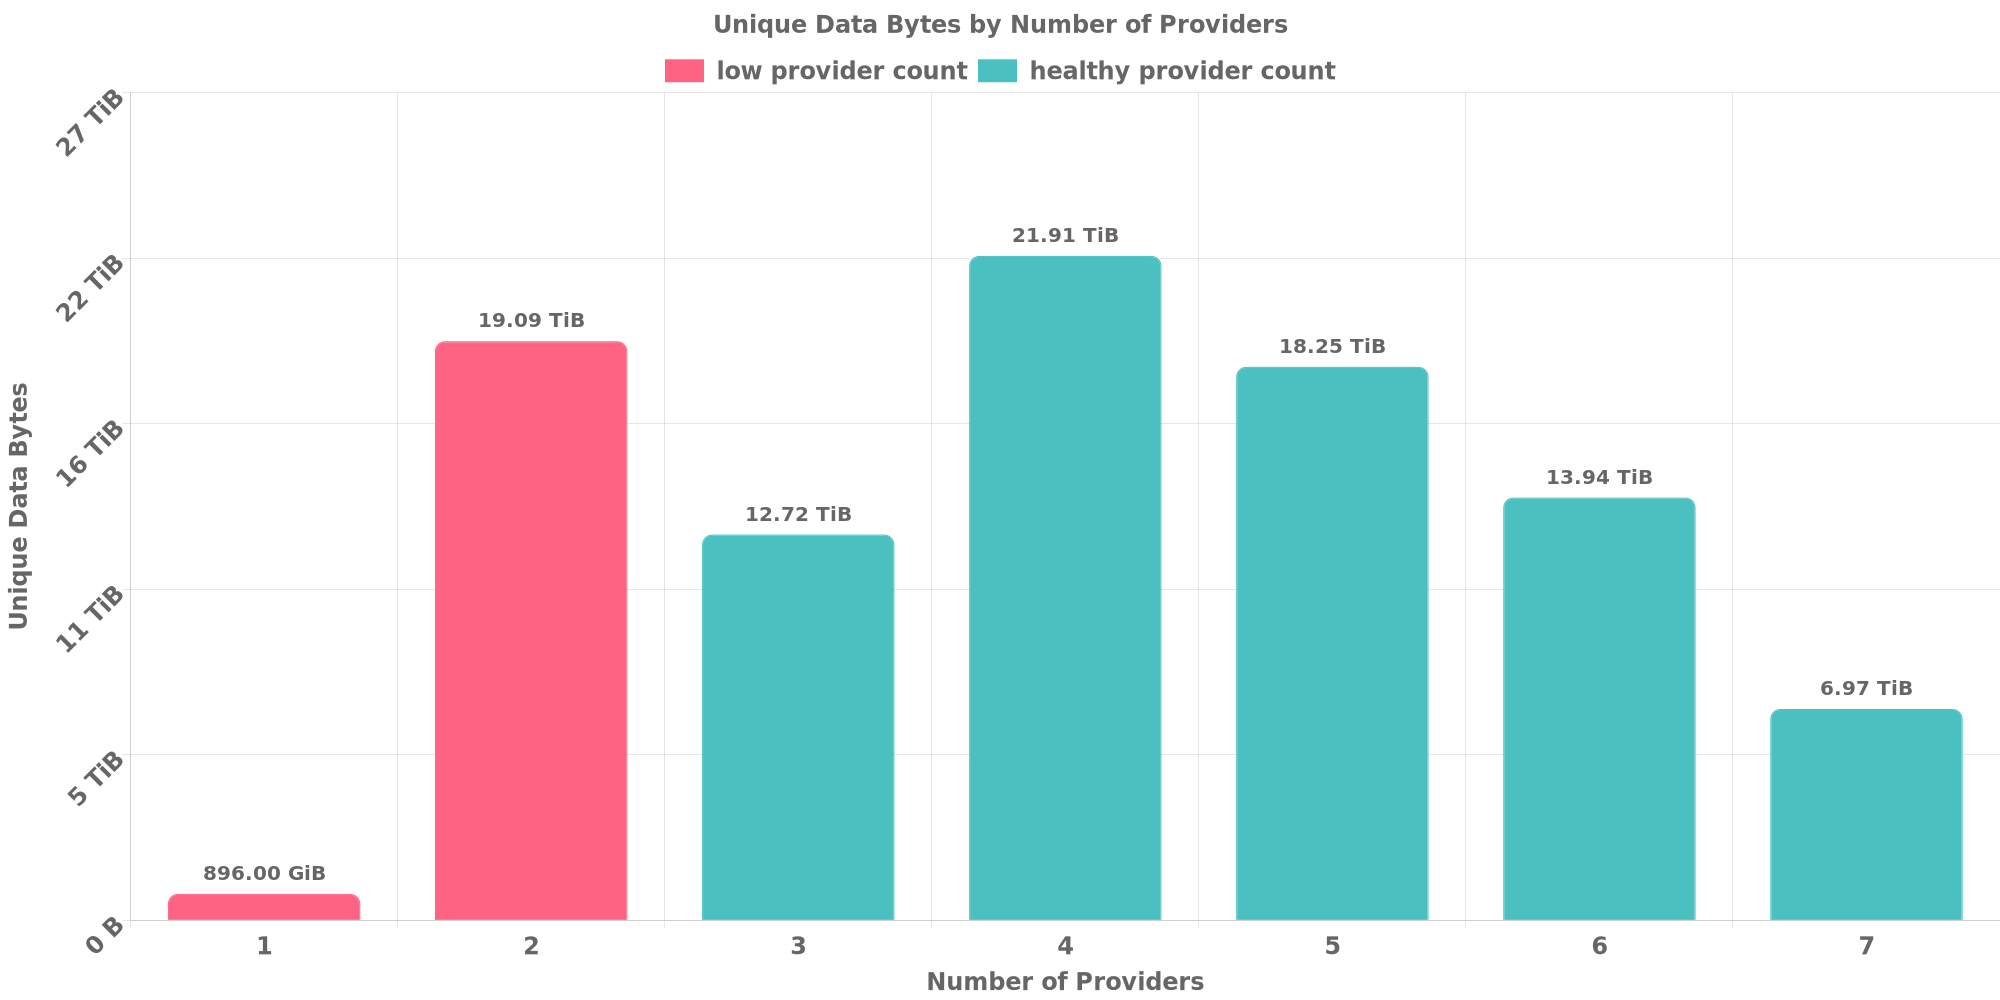 Unique Data Bytes by Number of Providers
low provider count healthy provider count
27 TiB
22 TiB
16 TiB
11 TiB
5 TiB
0 B
Unique Data Bytes
896.00 GiB
19.09 TiB
12.72 TiB
21.91 TiB
18.25 TiB
13.94 TiB
6.97 TiB
1 2 3 4 5 6 7
Number of Providers